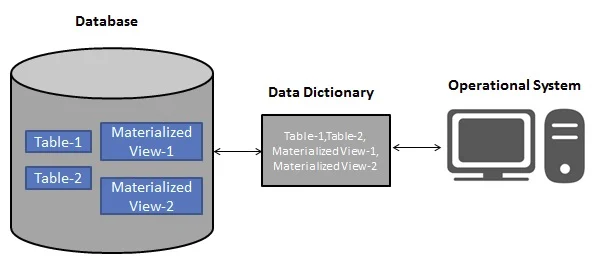 Database
Data Dictionary
Operational System
Table-1
Materialized
View-1
Table-2
Materialized
View-2
Table-1,Table-2,
Materialized View-1,
Materialized View-2